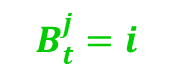 $B_t^j = i$